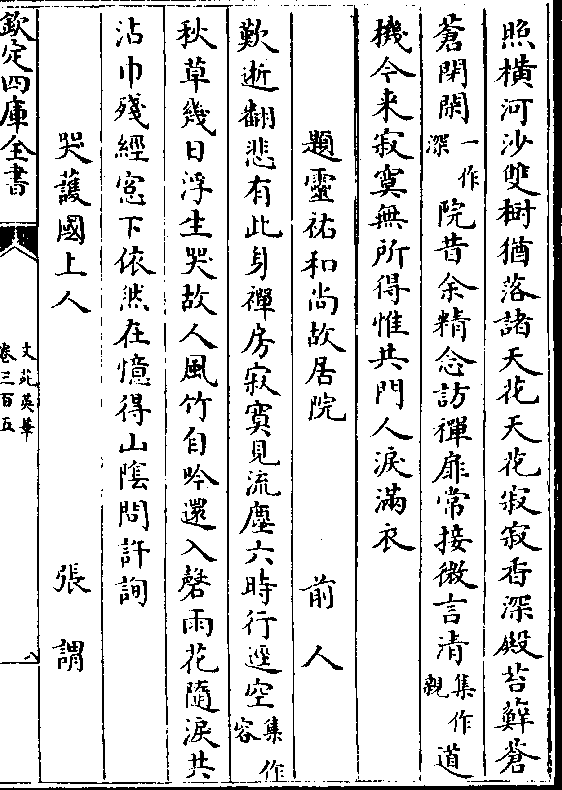 照橫河沙雙樹猶落諸天花天花寂寂香深殿苔蘚蒼
蒼閉閑一作深院昔余精念訪禪扉常接微言清集作親道
機今来寂寞無所得惟共門人淚滿衣
題靈祐和尚故居院 前人
歎逝翻悲有此身禪房寂寞見流塵六時行逕空集作容
秋草幾日浮生哭故人風竹自吟還入磬雨花隨淚共
沾巾殘經窓下依然在憶得山陰問許詢
哭護國上人 張謂
欽定四庫全書
文苑英華
卷三百五
八